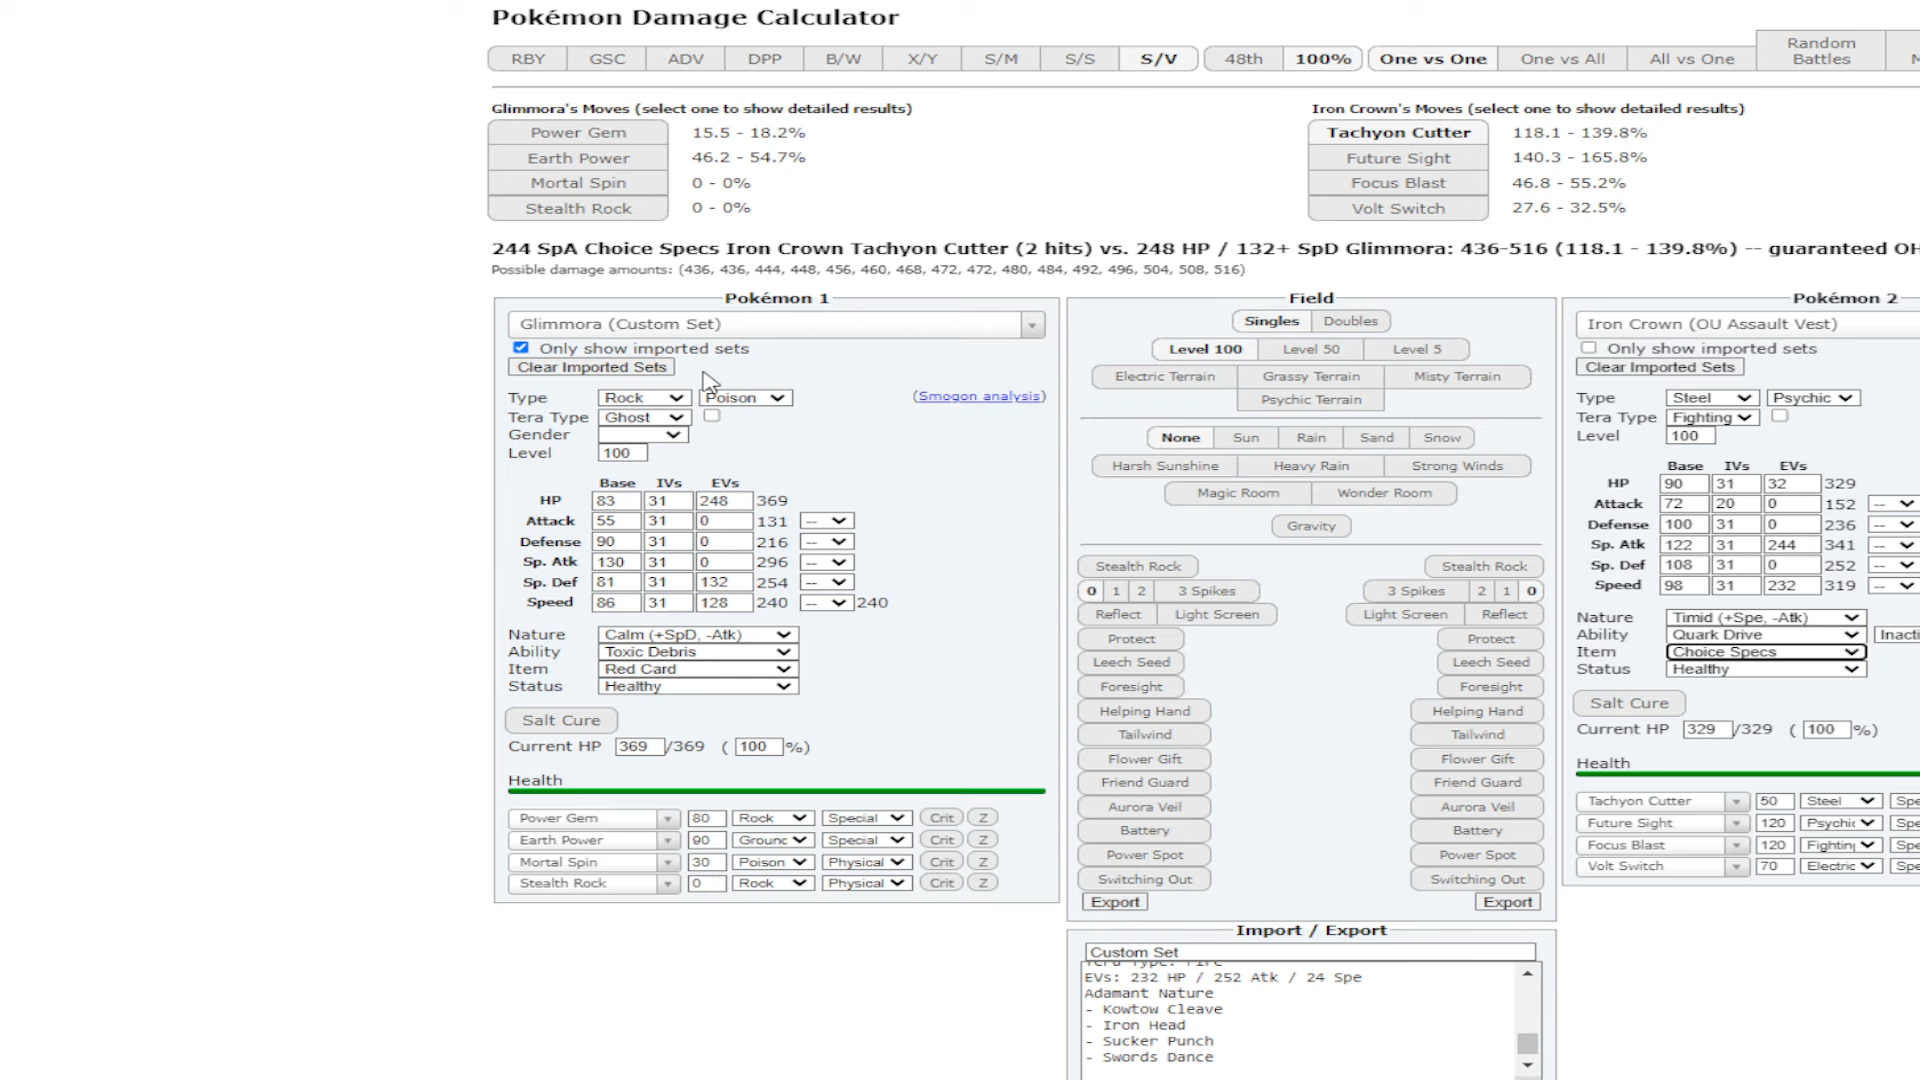 Pokémon Damage Calculator
RBY GSC ADV DPP B/W X/Y S/M S/S S/V 48th 100% One vs One One vs All All vs One Random Battles
Glimmora's Moves (select one to show detailed results)
Power Gem 15.5 - 18.2%
Earth Power 46.2 - 54.7%
Mortal Spin 0 - 0%
Stealth Rock 0 - 0%
Iron Crown's Moves (select one to show detailed results)
Tachyon Cutter 118.1 - 139.8%
Future Sight 140.3 - 165.8%
Focus Blast 46.8 - 55.2%
Volt Switch 27.6 - 32.5%
244 SpA Choice Specs Iron Crown Tachyon Cutter (2 hits) vs. 248 HP / 132+ SpD Glimmora: 436-516 (118.1 - 139.8%) -- guaranteed OH
Possible damage amounts: (436, 436, 444, 448, 456, 460, 468, 472, 472, 480, 484, 492, 496, 504, 508, 516)
Pokémon 1
Glimmora (Custom Set)
Only show imported sets
Clear Imported Sets
Type Rock Poison (Smogon analysis)
Tera Type Ghost
Gender
Level 100
Base IVs EVs
HP 83 31 248 369
Attack 55 31 0 131 --
Defense 90 31 0 216 --
Sp. Atk 130 31 0 296 --
Sp. Def 81 31 132 254 --
Speed 86 31 128 240 -- 240
Nature Calm (+SpD, -Atk)
Ability Toxic Debris
Item Red Card
Status Healthy
Salt Cure
Current HP 369 /369 ( 100 %)
Health
Power Gem 80 Rock Special Crit Z
Earth Power 90 Ground Special Crit Z
Mortal Spin 30 Poison Physical Crit Z
Stealth Rock 0 Rock Physical Crit Z
Field
Singles Doubles
Level 100 Level 50 Level 5
Electric Terrain Grassy Terrain Misty Terrain
Psychic Terrain
None Sun Rain Sand Snow
Harsh Sunshine Heavy Rain Strong Winds
Magic Room Wonder Room
Gravity
Stealth Rock Stealth Rock
0 1 2 3 Spikes 3 Spikes 2 1 0
Reflect Light Screen Light Screen Reflect
Protect Protect
Leech Seed Leech Seed
Foresight Foresight
Helping Hand Helping Hand
Tailwind Tailwind
Flower Gift Flower Gift
Friend Guard Friend Guard
Aurora Veil Aurora Veil
Battery Battery
Power Spot Power Spot
Switching Out Switching Out
Export Export
Import / Export
Custom Set
Tera Type: Fire
EVs: 232 HP / 252 Atk / 24 Spe
Adamant Nature
- Kowtow Cleave
- Iron Head
- Sucker Punch
- Swords Dance
Pokémon 2
Iron Crown (OU Assault Vest)
Only show imported sets
Clear Imported Sets
Type Steel Psychic
Tera Type Fighting
Level 100
Base IVs EVs
HP 90 31 32 329
Attack 72 20 0 152 --
Defense 100 31 0 236 --
Sp. Atk 122 31 244 341 --
Sp. Def 108 31 0 252 --
Speed 98 31 232 319 --
Nature Timid (+Spe, -Atk)
Ability Quark Drive Inacti
Item Choice Specs
Status Healthy
Salt Cure
Current HP 329 /329 ( 100 %)
Health
Tachyon Cutter 50 Steel Spe
Future Sight 120 Psychic Spe
Focus Blast 120 Fighting Spe
Volt Switch 70 Electric Spe